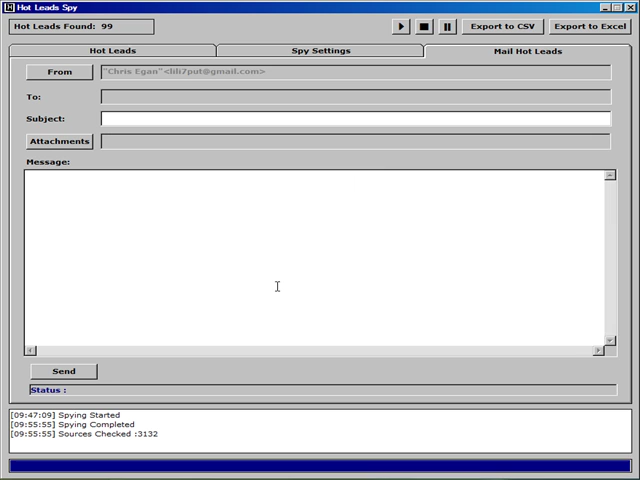 Hot Leads Spy
Hot Leads Found: 99
Export to CSV
Export to Excel
Hot Leads
Spy Settings
Mail Hot Leads
From
"Chris Egan"<lili7put@gmail.com>
To:
Subject:
Attachments
Message:
Send
Status :
[09:47:09] Spying Started
[09:55:55] Spying Completed
[09:55:55] Sources Checked :3132